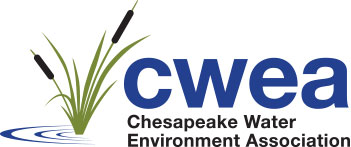 cwea
Chesapeake Water
Environment Association